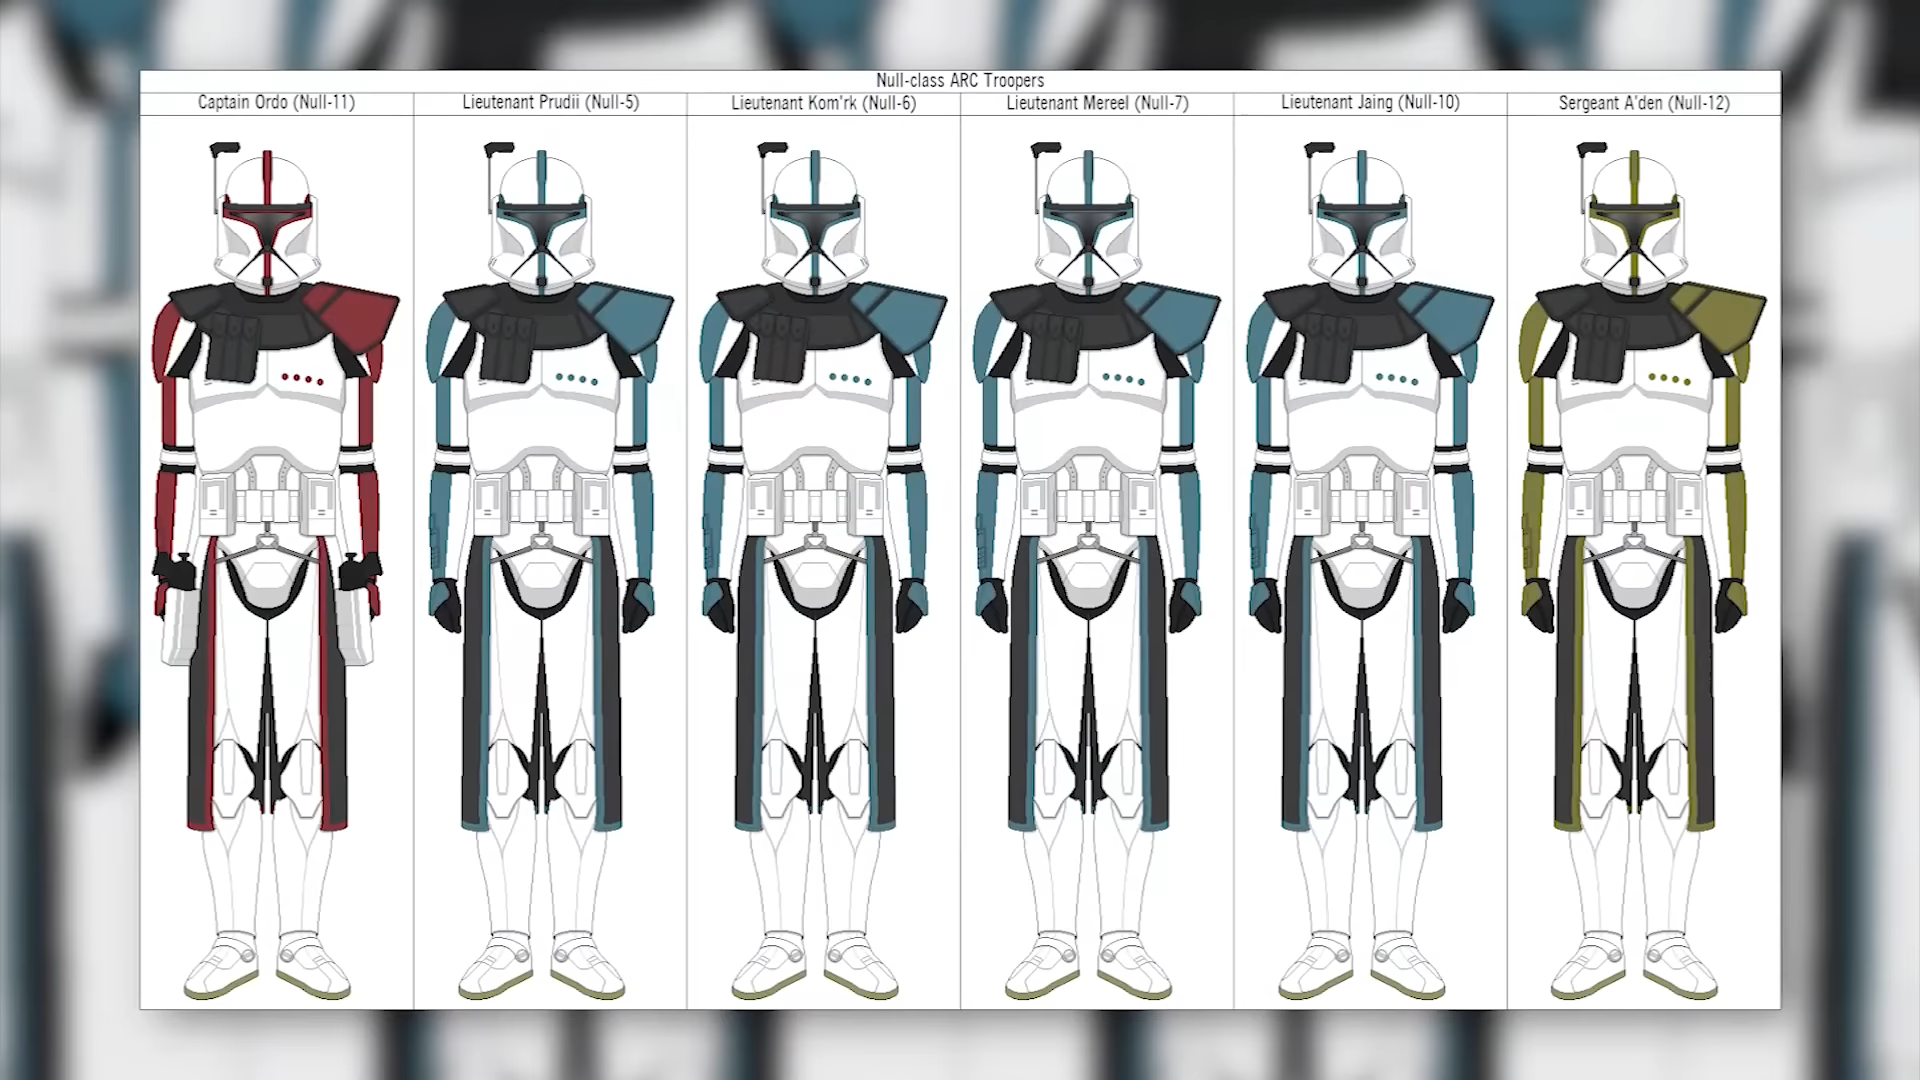 Null-class ARC Troopers
Captain Ordo (Null-11)
Lieutenant Prudii (Null-5)
Lieutenant Kom'rk (Null-6)
Lieutenant Mereel (Null-7)
Lieutenant Jaing (Null-10)
Sergeant A'den (Null-12)